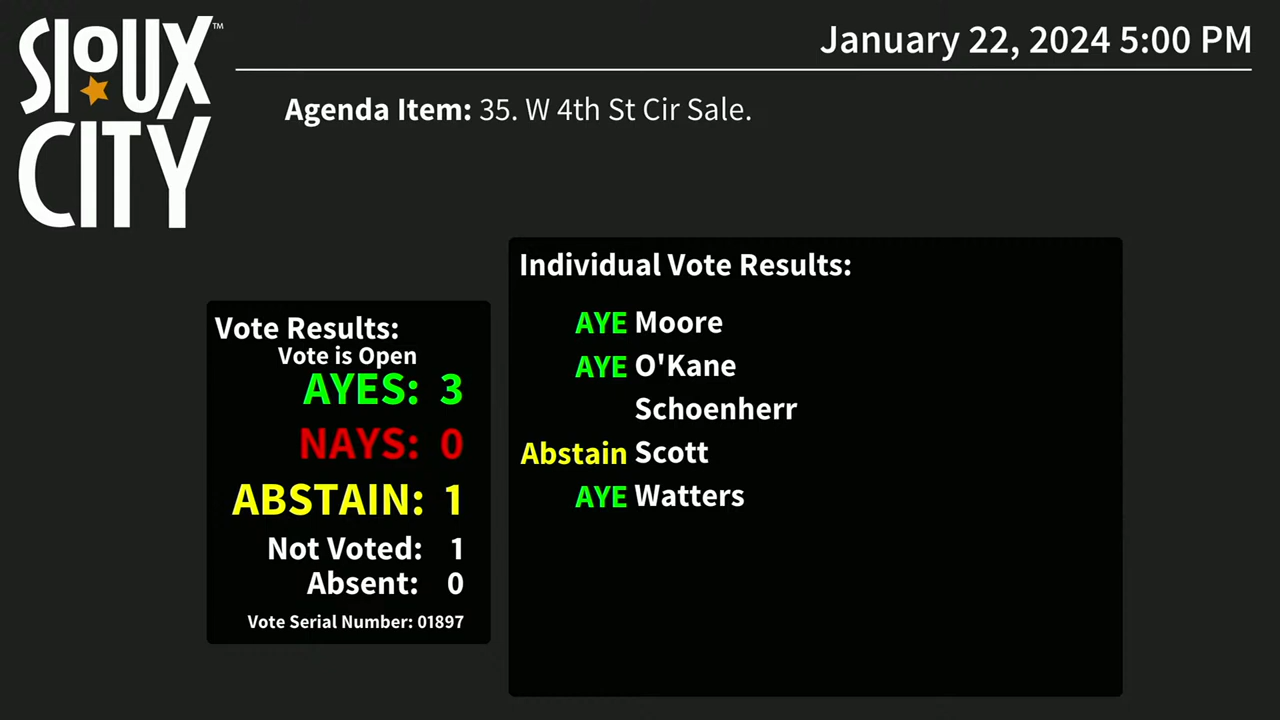 SIOUX™
CITY
January 22, 2024 5:00 PM
Agenda Item: 35. W 4th St Cir Sale.
Vote Results:
Vote is Open
AYES: 3
NAYS: 0
ABSTAIN: 1
Not Voted: 1
Absent: 0
Vote Serial Number: 01897
Individual Vote Results:
AYE Moore
AYE O'Kane
Schoenherr
Abstain Scott
AYE Watters